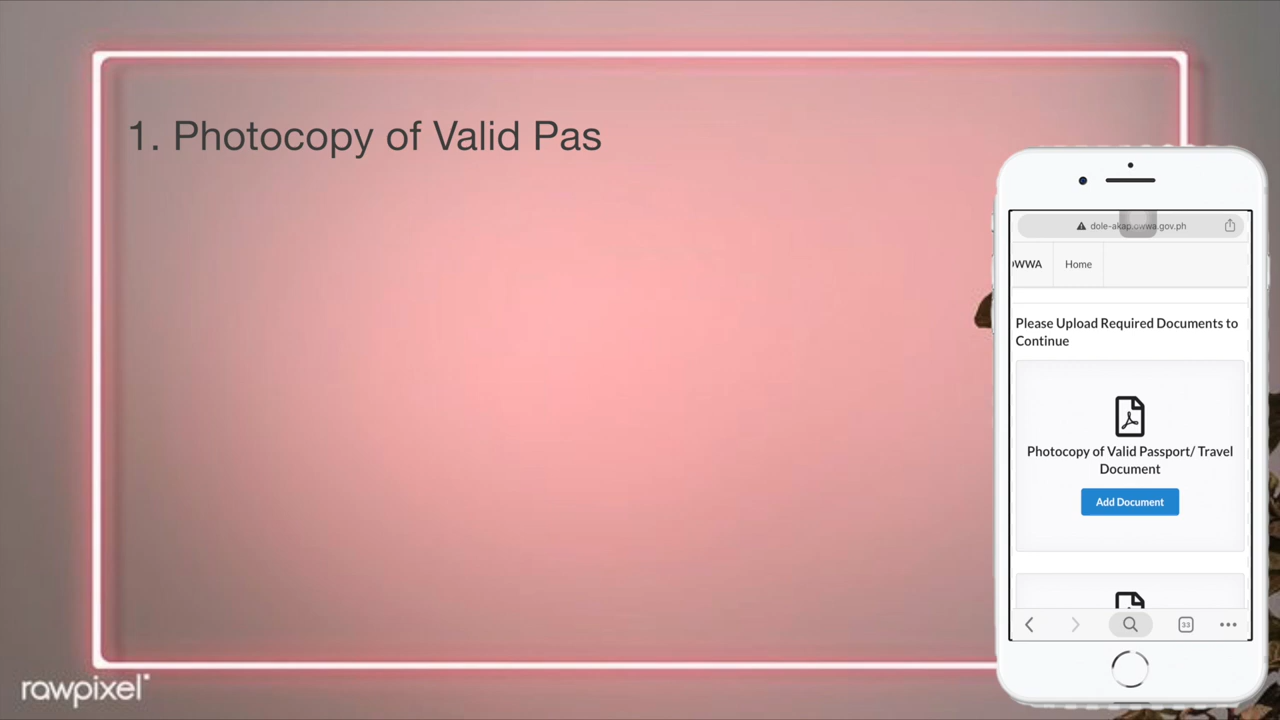 1. Photocopy of Valid Pas
dole-akap.owwa.gov.ph
OWWA Home
Please Upload Required Documents to
Continue
Photocopy of Valid Passport/ Travel
Document
Add Document
33
rawpixel